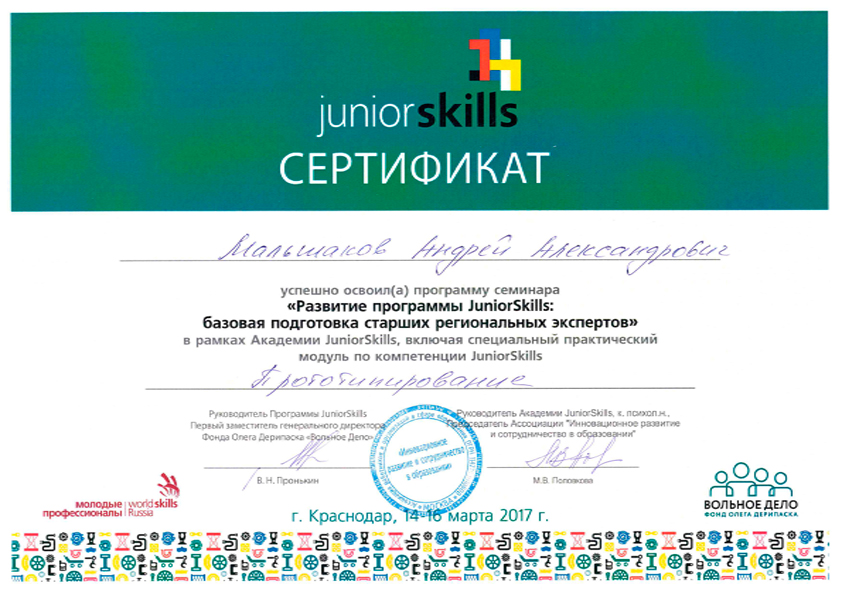 juniorskills
СЕРТИФИКАТ
Малышаков Андрей Александрович
успешно освоил(а) программу семинара
«Развитие программы JuniorSkills:
базовая подготовка старших региональных экспертов»
в рамках Академии JuniorSkills, включая специальный практический
модуль по компетенции JuniorSkills
Прототипирование
Руководитель Программы JuniorSkills
Первый заместитель генерального директора
Фонда Олега Дерипаска «Вольное Дело»
В. Н. Пронькин
Руководитель Академии JuniorSkills, к. психол.н.,
Председатель Ассоциации "Инновационное развитие
и сотрудничество в образовании"
М.В. Поповкова
«Инновационное
развитие и сотрудничество
в образовании»
МОСКВА
молодые
профессионалы
worldskills
Russia
г. Краснодар, 14-16 марта 2017 г.
ВОЛЬНОЕ ДЕЛО
ФОНД ОЛЕГА ДЕРИПАСКА